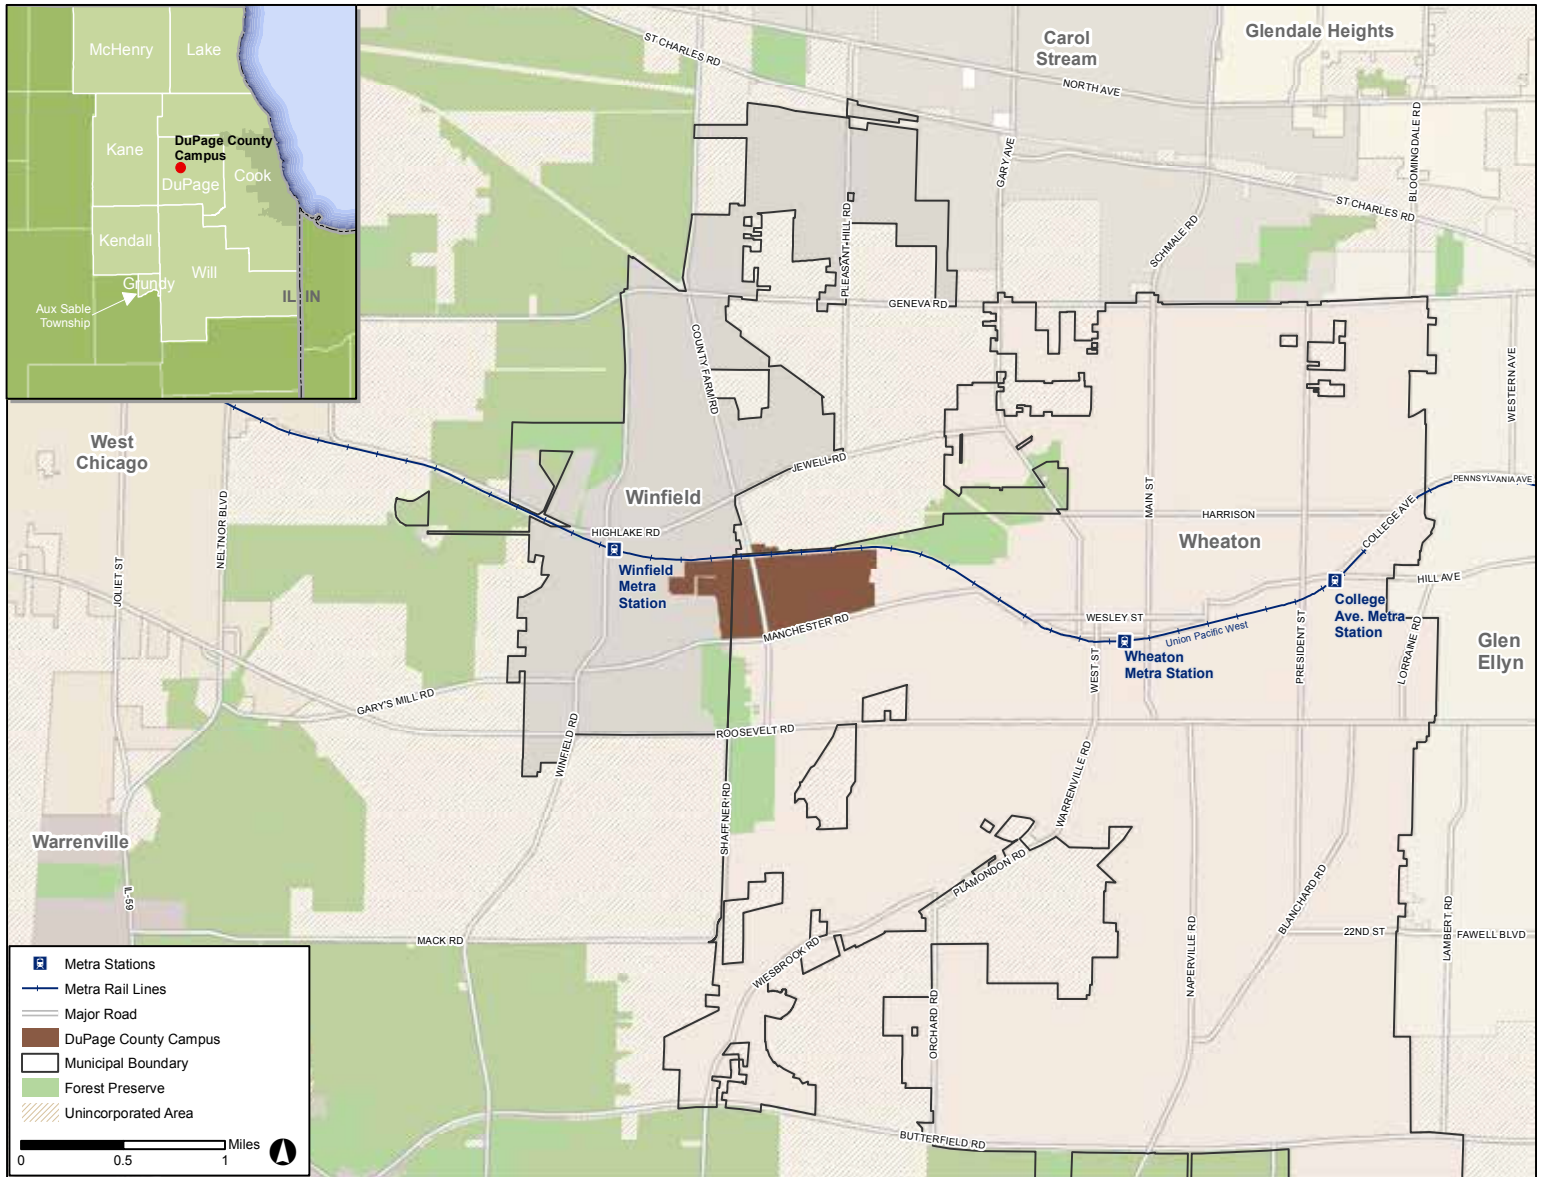 McHenry
Lake
DuPage County
Campus
Kane
DuPage
Cook
Kendall
Grundy
Will
Aux Sable
Township
IL
IN
Carol
Stream
Glendale Heights
ST CHARLES RD
NORTH AVE
BLOOMINGDALE RD
GARY AVE
ST CHARLES RD
SCHMALE RD
PLEASANT HILL RD
GENEVA RD
COUNTY FARM RD
WESTERN AVE
West
Chicago
JEWELL RD
PENNSYLVANIA AVE
NELTNOR BLVD
Winfield
MAIN ST
HARRISON
COLLEGE AVE
HIGHLAKE RD
Wheaton
Winfield
Metra
Station
JOLIET ST
HILL AVE
College
Ave. Metra
Station
WESLEY ST
MANCHESTER RD
Union Pacific West
Wheaton
Metra Station
WEST ST
PRESIDENT ST
LORRAINE RD
Glen
Ellyn
GARY'S MILL RD
ROOSEVELT RD
WINFIELD RD
WARRENVILLE RD
SHAFFNER RD
Warrenville
PLAMONDON RD
IL-59
BLANCHARD RD
MACK RD
WIESBROOK RD
NAPERVILLE RD
22ND ST
LAMBERT RD
FAWELL BLVD
ORCHARD RD
BUTTERFIELD RD
Metra Stations
Metra Rail Lines
Major Road
DuPage County Campus
Municipal Boundary
Forest Preserve
Unincorporated Area
Miles
0
0.5
1